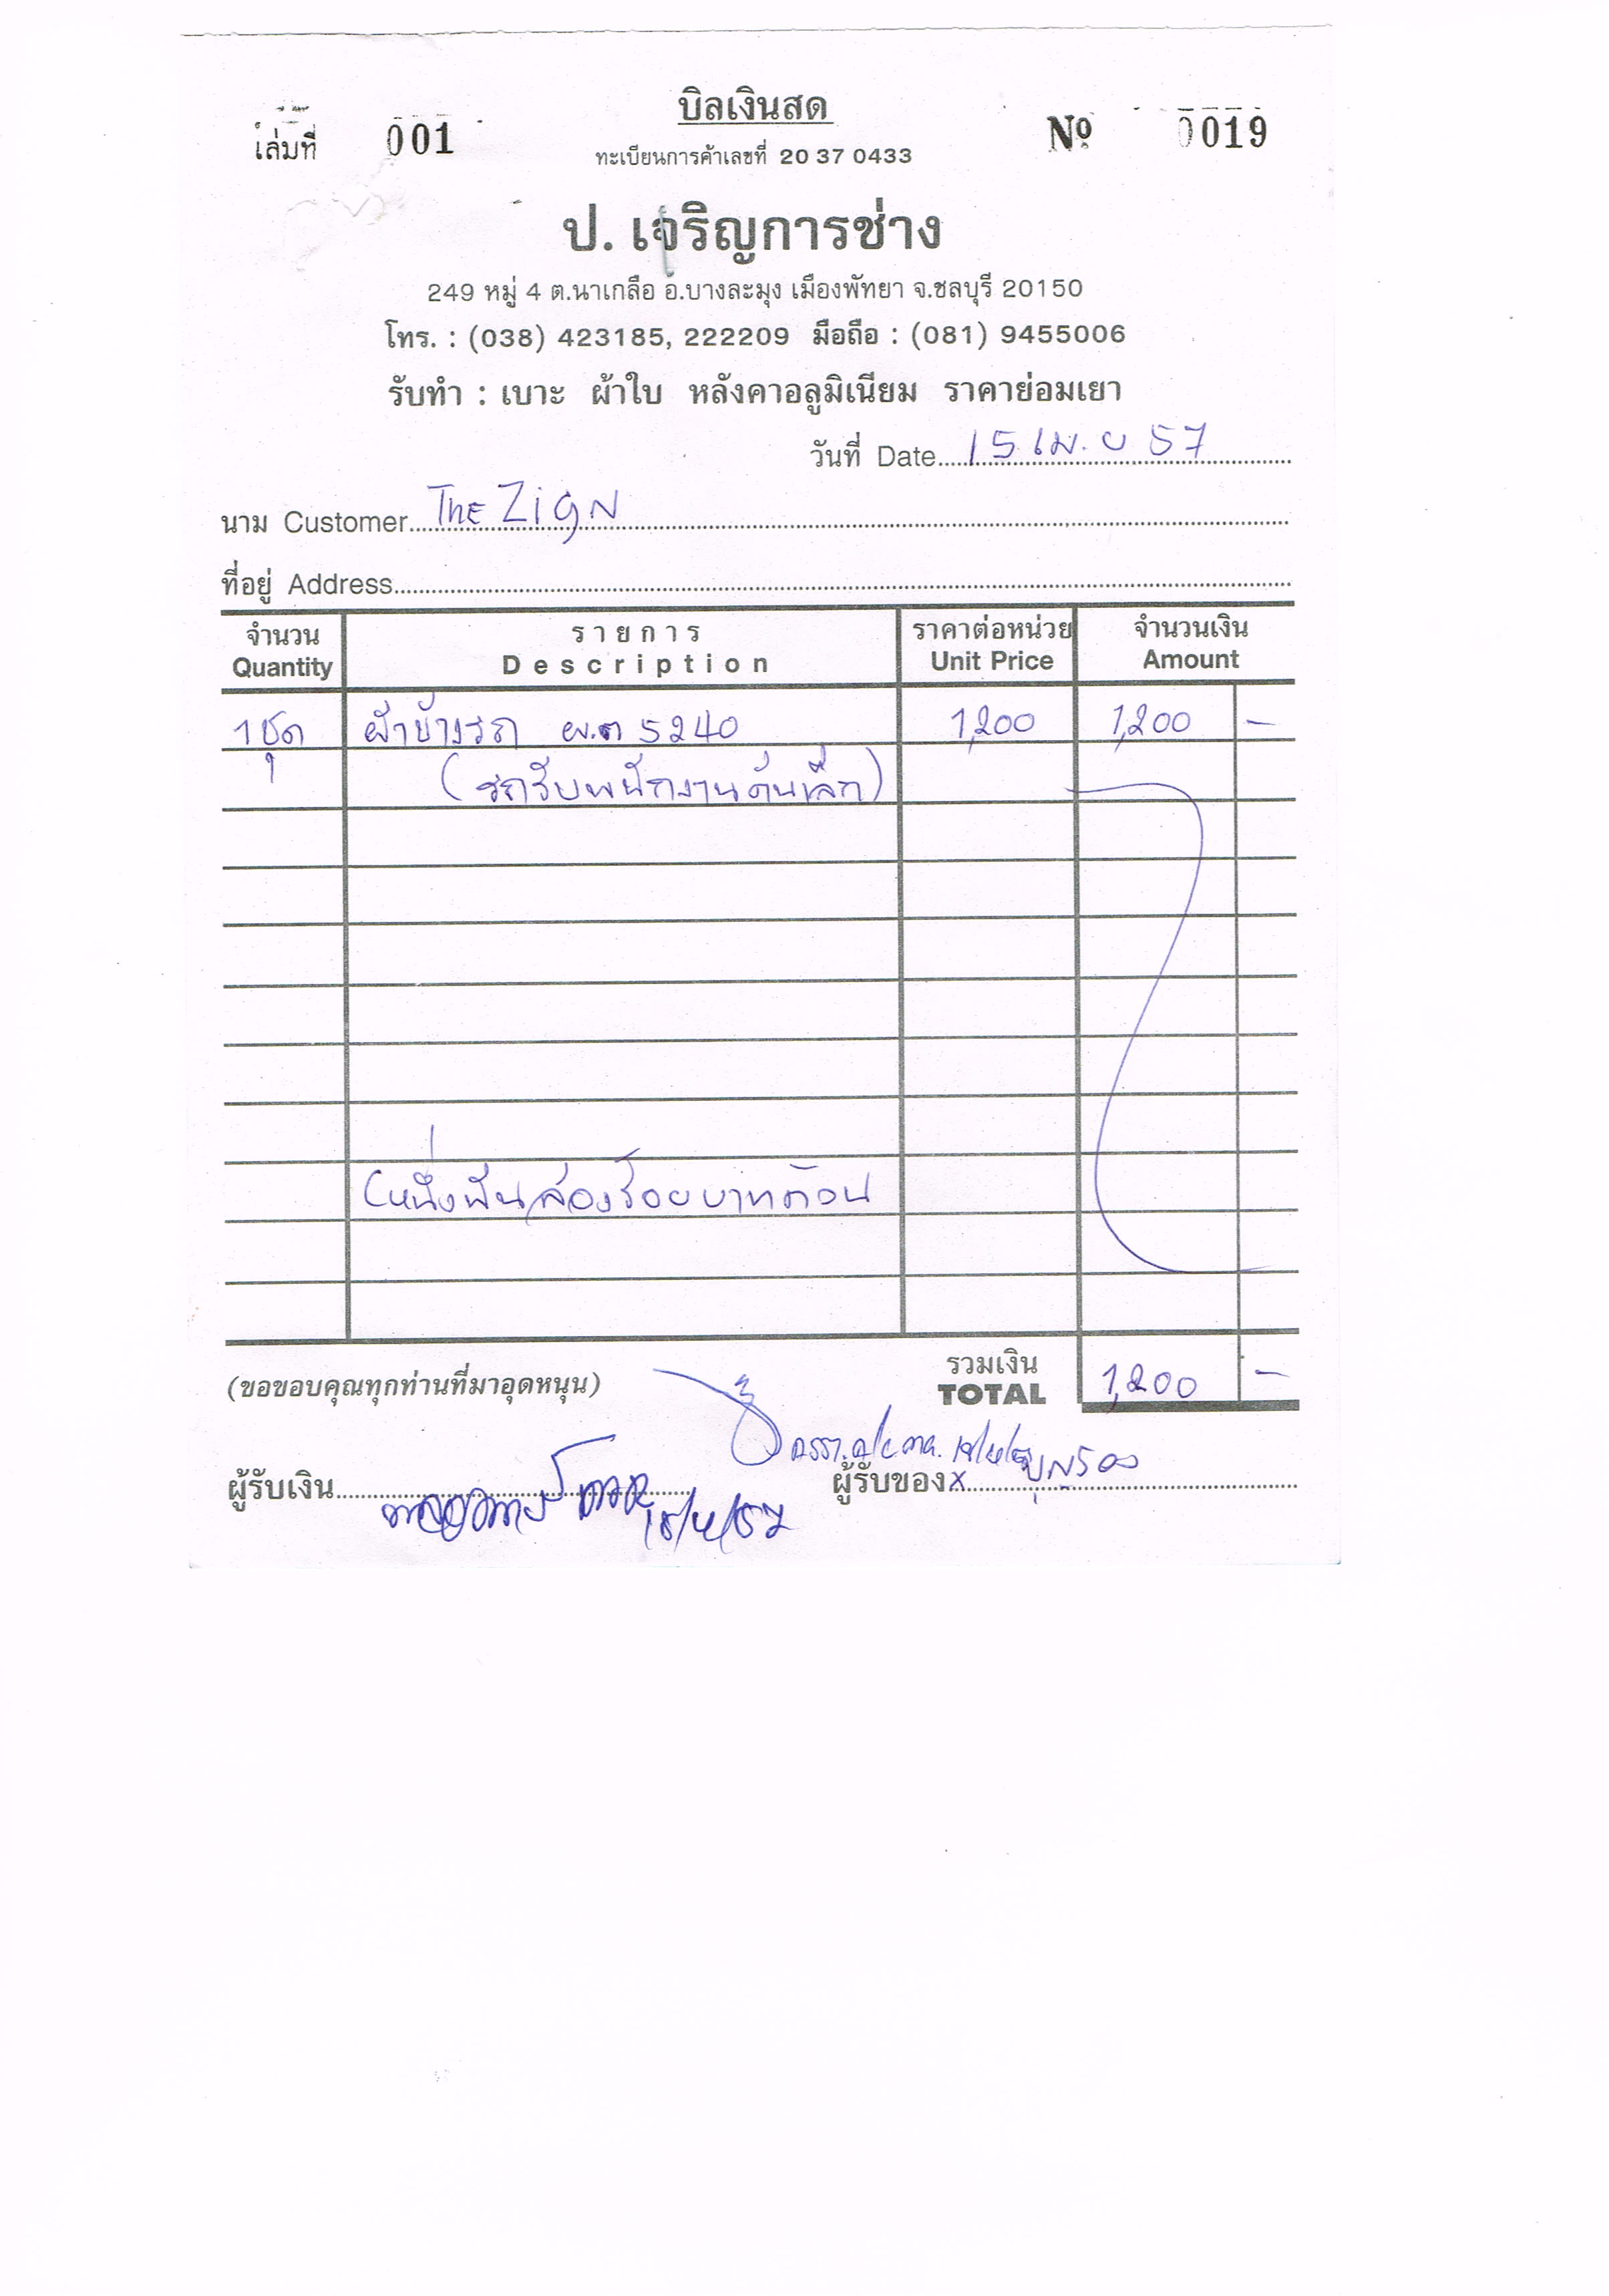 บิลเงินสด
เล่มที่ 001
Nº 0019
ทะเบียนการค้าเลขที่ 20 37 0433
ป. เจริญการช่าง
249 หมู่ 4 ต.นาเกลือ อ.บางละมุง เมืองพัทยา จ.ชลบุรี 20150
โทร. : (038) 423185, 222209 มือถือ : (081) 9455006
รับทำ : เบาะ ผ้าใบ หลังคาอลูมิเนียม ราคาย่อมเยา
วันที่ Date 15 เม.ย 57
นาม Customer The Zign
ที่อยู่ Address
จำนวน รายการ ราคาต่อหน่วย จำนวนเงิน
Quantity Description Unit Price Amount
1 ชุด ผ้าข้างรถ 5240 1,200 1,200 —
(รถรับพนักงานคันเล็ก)
(หนึ่งพันสองร้อยบาทถ้วน
(ขอขอบคุณทุกท่านที่มาอุดหนุน)
รวมเงิน
TOTAL 1,200 —
ผู้รับเงิน
ผู้รับของ x